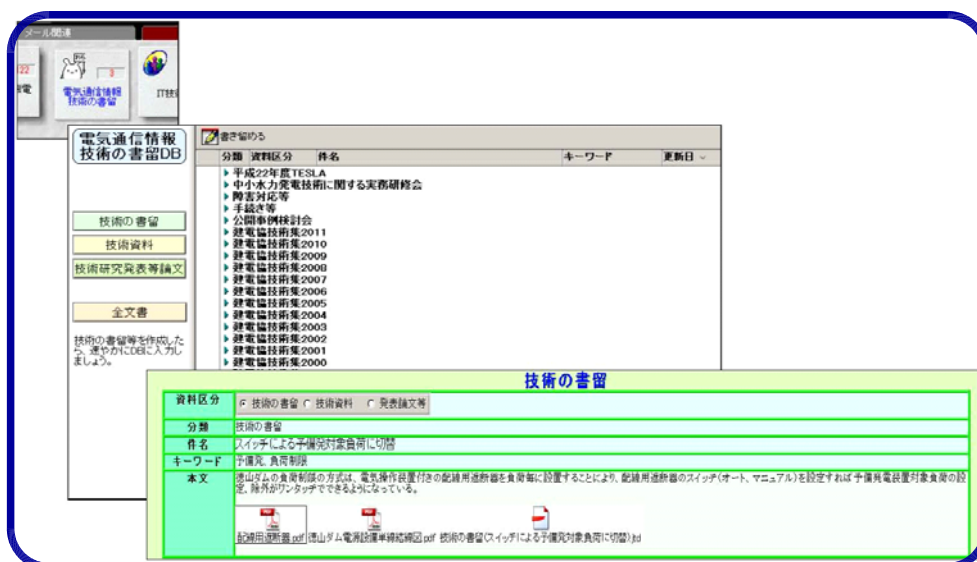 メール関連
122
3
電気通信情報
技術の書留
電気通信情報
技術の書留DB
書き留める
分類 資料区分 件名 キーワード 更新日
平成22年度TESLA
中小水力発電技術に関する実務研修会
障害対応等
手続き等
公開事例検討会
建電協技術集2011
建電協技術集2010
建電協技術集2009
建電協技術集2008
建電協技術集2007
建電協技術集2006
建電協技術集2005
建電協技術集2004
建電協技術集2003
建電協技術集2002
建電協技術集2001
建電協技術集2000
技術の書留
技術資料
技術研究発表等論文
全文書
技術の書留等を作成した
ら、速やかにDBに入力し
ましょう。
技術の書留
資料区分 技術の書留 技術資料 発表論文等
分類 技術の書留
件名 スイッチによる予備発対象負荷に切替
キーワード 予備発, 負荷制限
本文 徳山ダムの負荷制限の方式は、電気操作装置付きの配線用遮断器を負荷毎に設置することにより、配線用遮断器のスイッチ(オート、マニュアル)を設定すれば予備発電装置対象負荷の設
定、除外がワンタッチでできるようになっている。
配線用遮断器.pdf 徳山ダム電源設備単線結線図.pdf 技術の書留(スイッチによる予備発対象負荷に切替).jtd